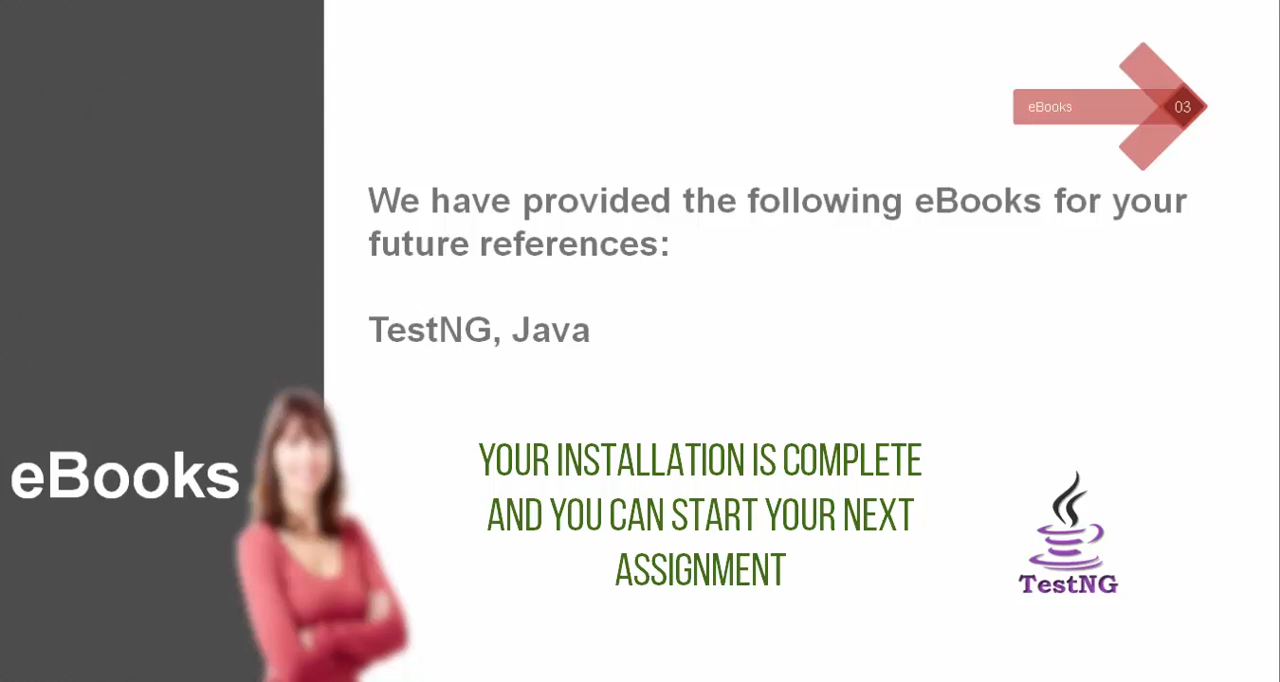 eBooks
03
We have provided the following eBooks for your
future references:
TestNG, Java
eBooks
YOUR INSTALLATION IS COMPLETE
AND YOU CAN START YOUR NEXT
ASSIGNMENT
TestNG